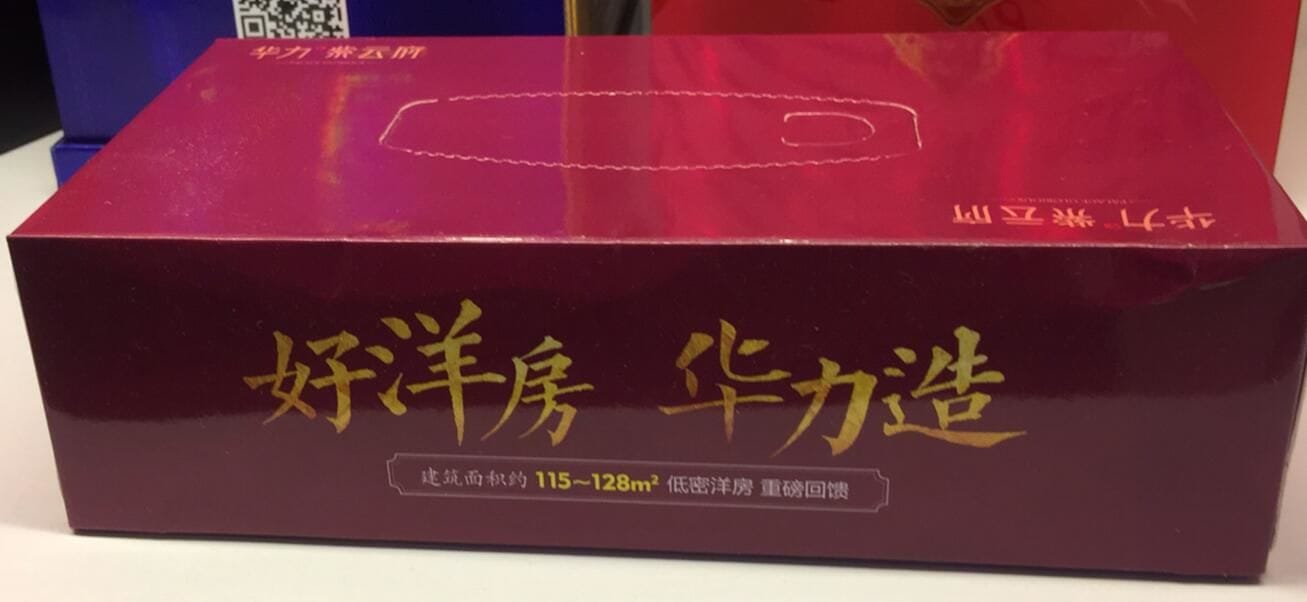 华力 紫云府
华力 紫云府
好洋房 华力造
建筑面积约 115~128m² 低密洋房 重磅回馈